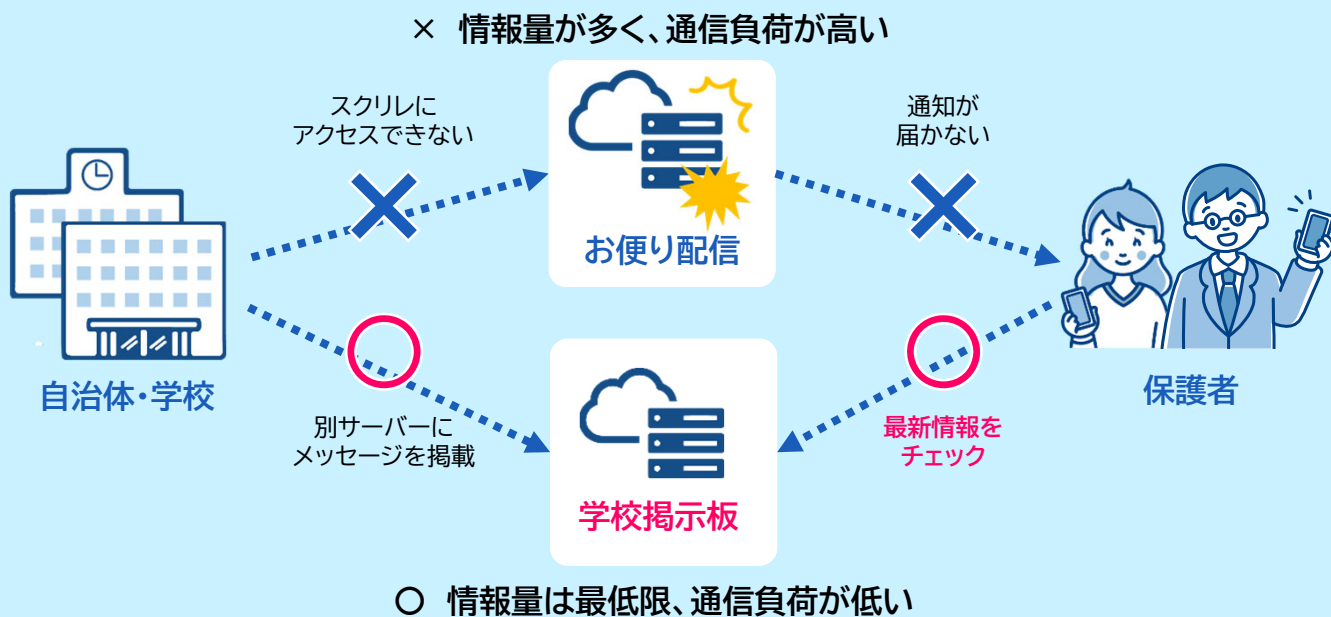 × 情報量が多く、通信負荷が高い
スクリレに
アクセスできない
通知が
届かない
お便り配信
自治体・学校
保護者
別サーバーに
メッセージを掲載
最新情報を
チェック
学校掲示板
○ 情報量は最低限、通信負荷が低い